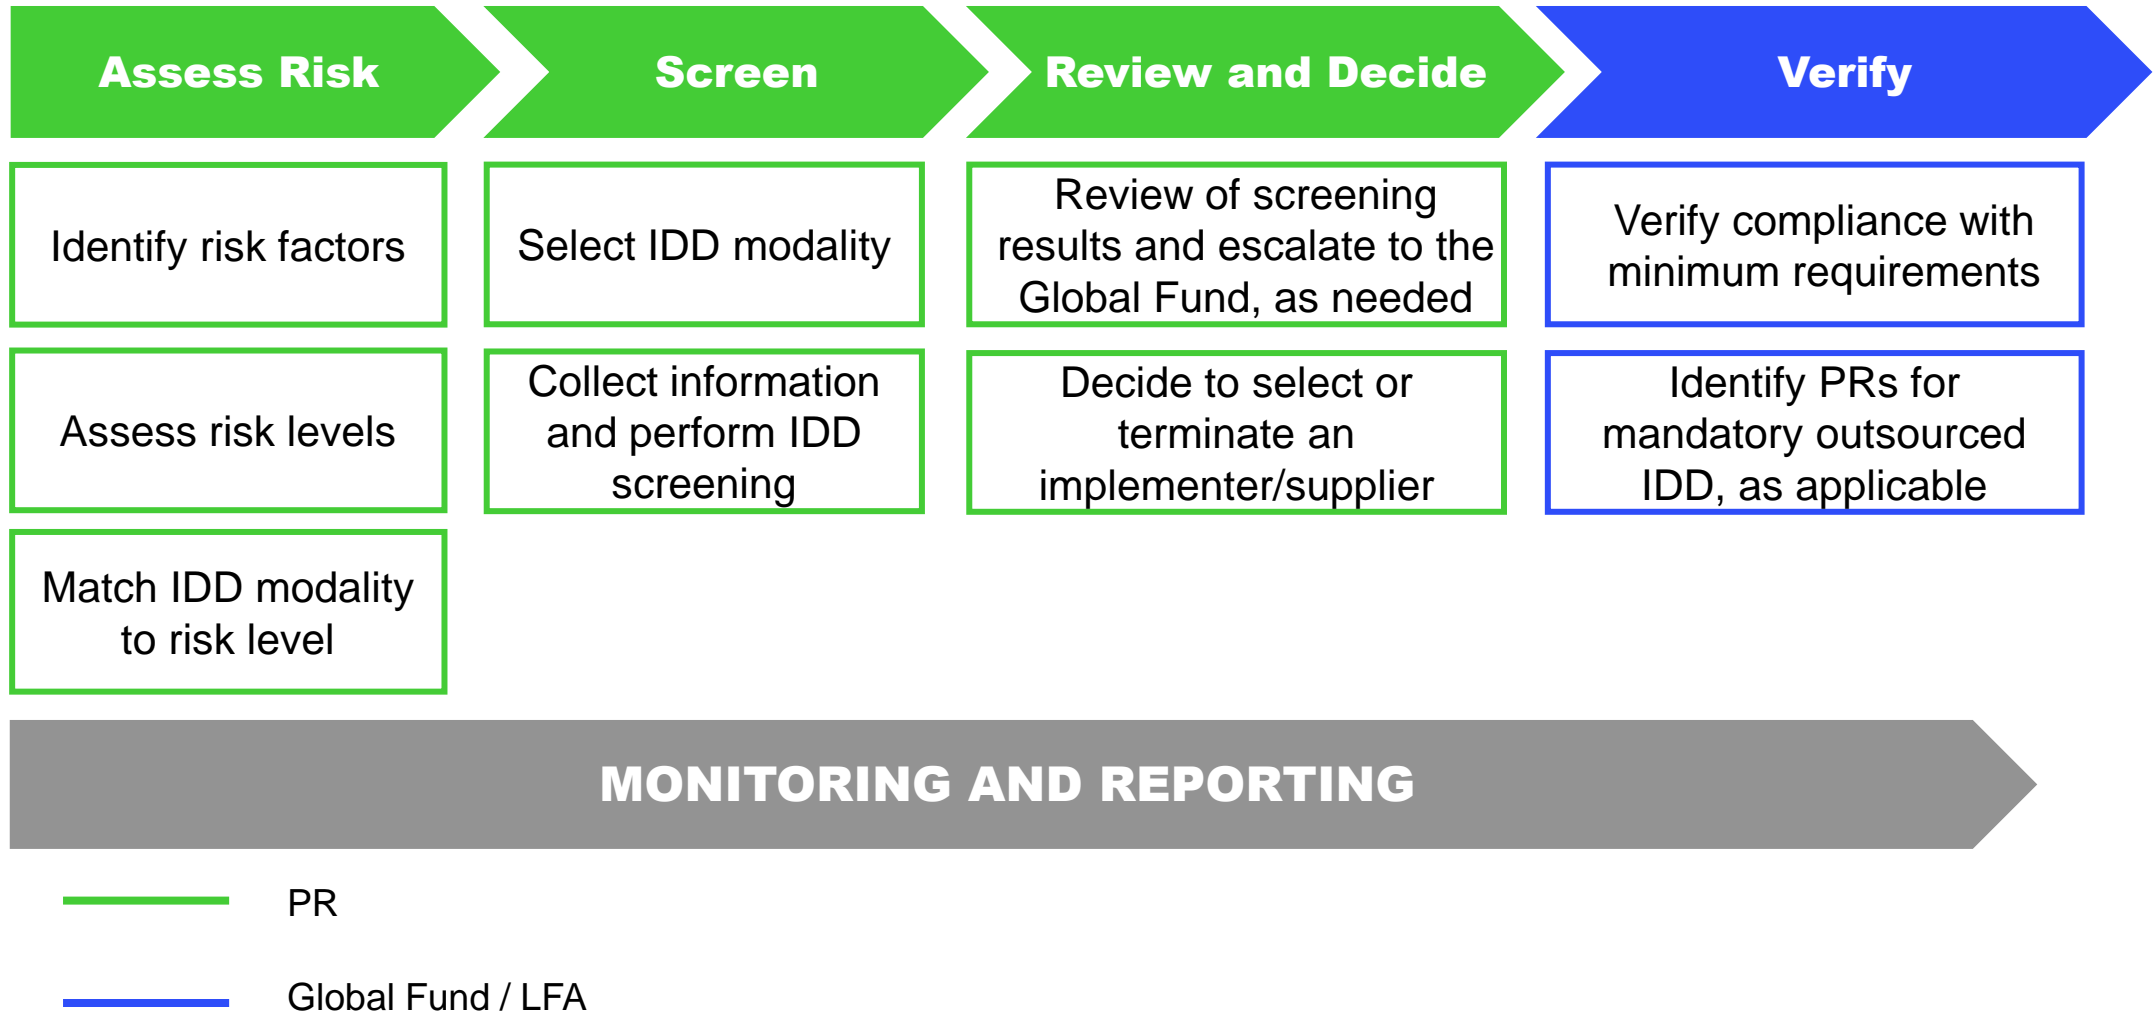 Assess Risk
Screen
Review and Decide
Verify
Identify risk factors
Select IDD modality
Review of screening
results and escalate to the
Global Fund, as needed
Verify compliance with
minimum requirements
Assess risk levels
Collect information
and perform IDD
screening
Decide to select or
terminate an
implementer/supplier
Identify PRs for
mandatory outsourced
IDD, as applicable
Match IDD modality
to risk level
MONITORING AND REPORTING
PR
Global Fund / LFA